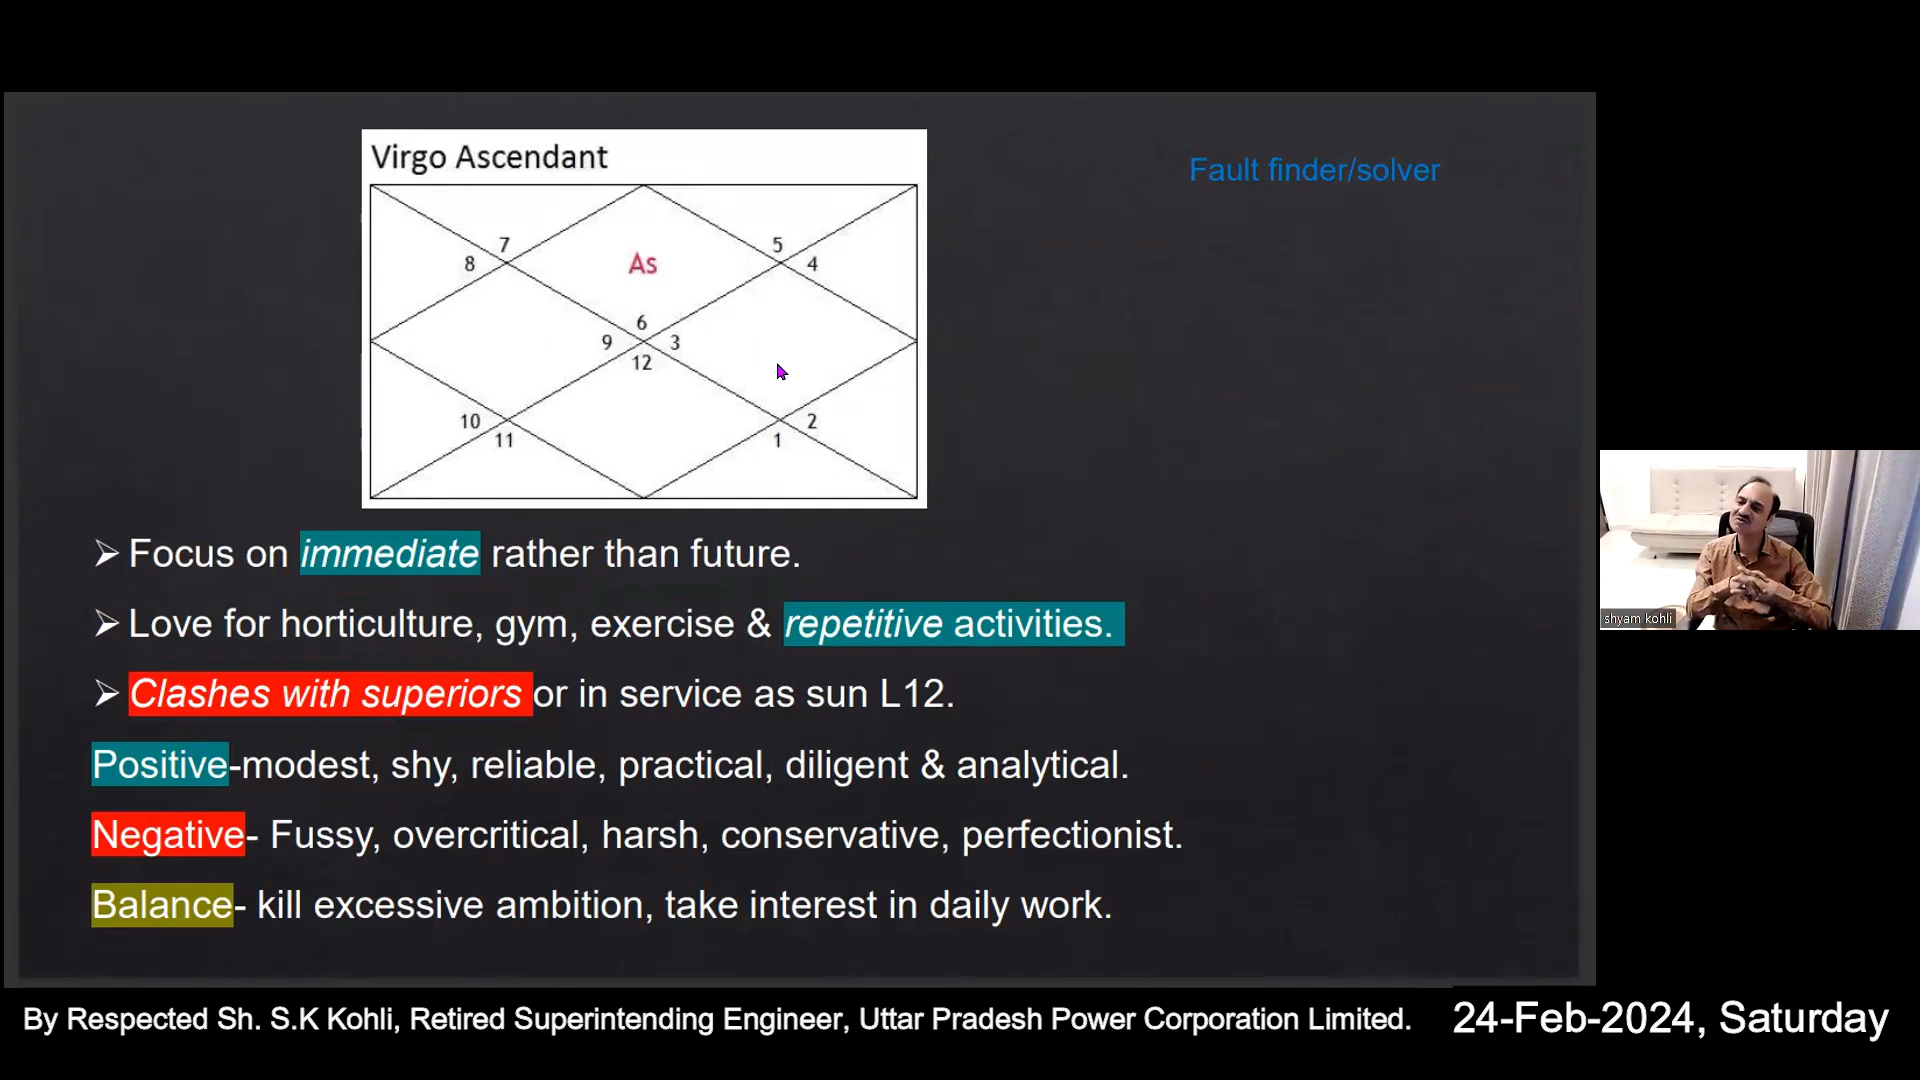 Virgo Ascendant
Fault finder/solver
7
5
8
As
4
6
9
3
12
10
2
11
1
➢ Focus on immediate rather than future.
➢ Love for horticulture, gym, exercise & repetitive activities.
➢ Clashes with superiors or in service as sun L12.
Positive-modest, shy, reliable, practical, diligent & analytical.
Negative- Fussy, overcritical, harsh, conservative, perfectionist.
Balance- kill excessive ambition, take interest in daily work.
shyam kohli
By Respected Sh. S.K Kohli, Retired Superintending Engineer, Uttar Pradesh Power Corporation Limited.
24-Feb-2024, Saturday